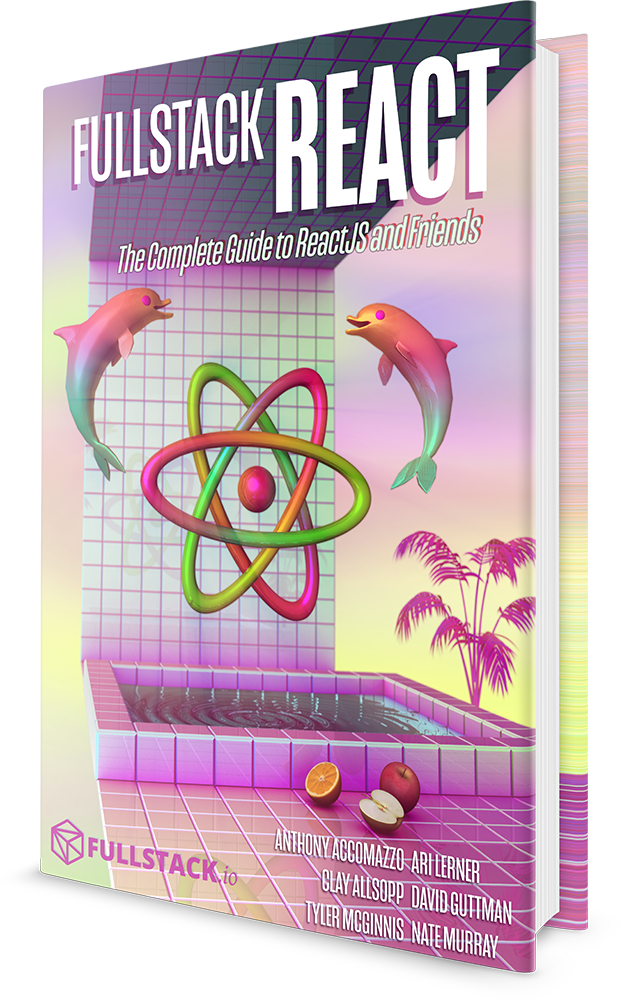 FULLSTACK REACT
The Complete Guide to ReactJS and Friends
FULLSTACK.io
ANTHONY ACCOMAZZO ARI LERNER
CLAY ALLSOPP DAVID GUTTMAN
TYLER MCGINNIS NATE MURRAY